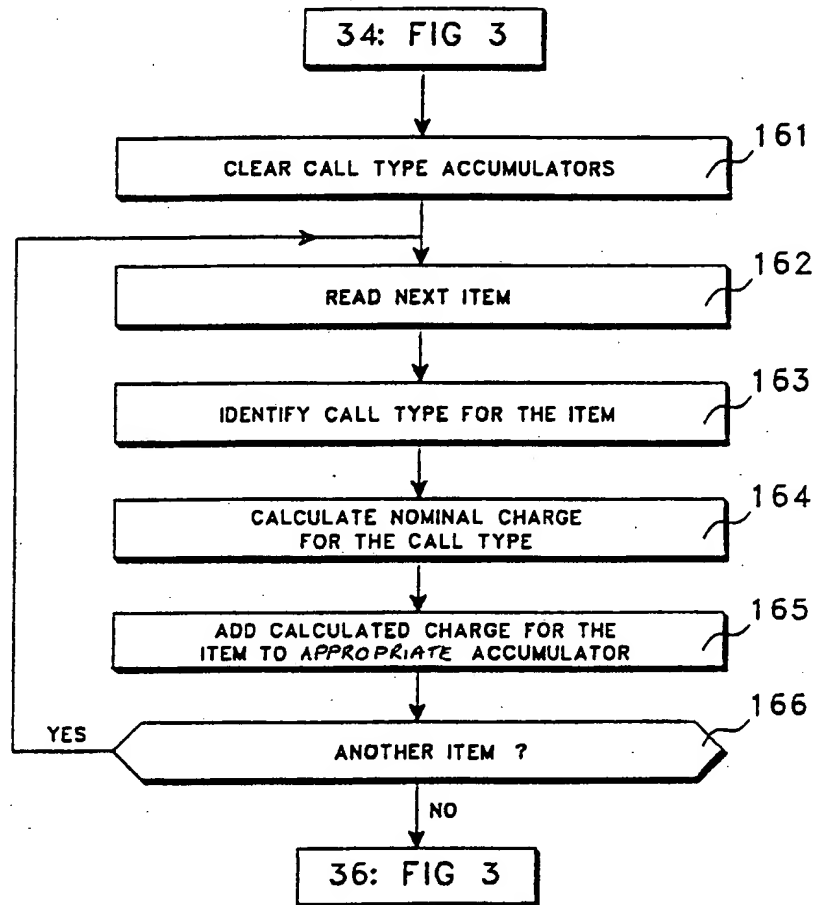 34: FIG 3
161
CLEAR CALL TYPE ACCUMULATORS
162
READ NEXT ITEM
163
IDENTIFY CALL TYPE FOR THE ITEM
164
CALCULATE NOMINAL CHARGE
FOR THE CALL TYPE
165
ADD CALCULATED CHARGE FOR THE
ITEM TO APPROPRIATE ACCUMULATOR
166
YES
ANOTHER ITEM ?
NO
36: FIG 3